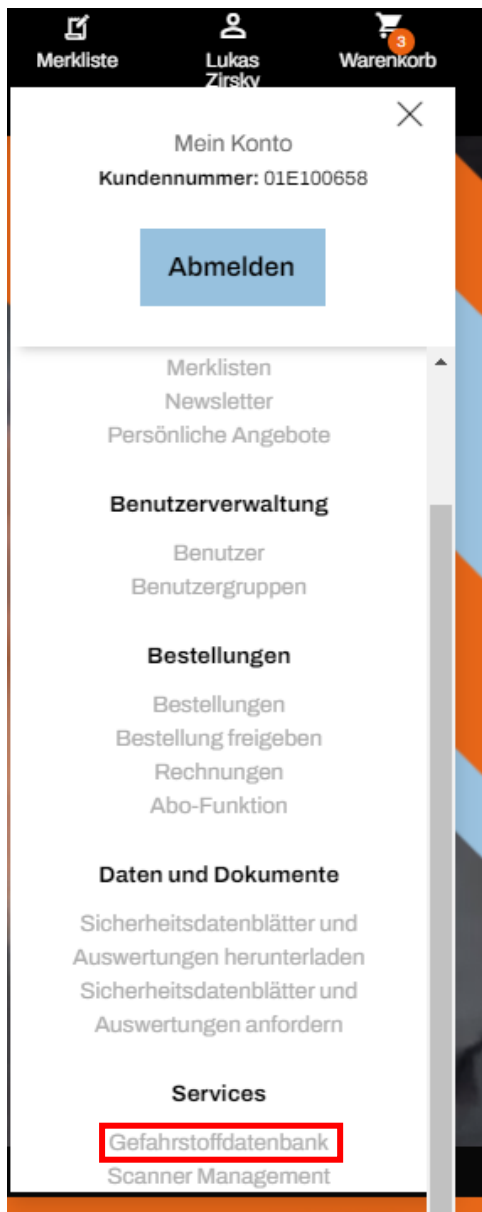 3
Merkliste
Lukas
Zirsky
Warenkorb
Mein Konto
Kundennummer: 01E100658
Abmelden
Merklisten
Newsletter
Persönliche Angebote
Benutzerverwaltung
Benutzer
Benutzergruppen
Bestellungen
Bestellungen
Bestellung freigeben
Rechnungen
Abo-Funktion
Daten und Dokumente
Sicherheitsdatenblätter und
Auswertungen herunterladen
Sicherheitsdatenblätter und
Auswertungen anfordern
Services
Gefahrstoffdatenbank
Scanner Management